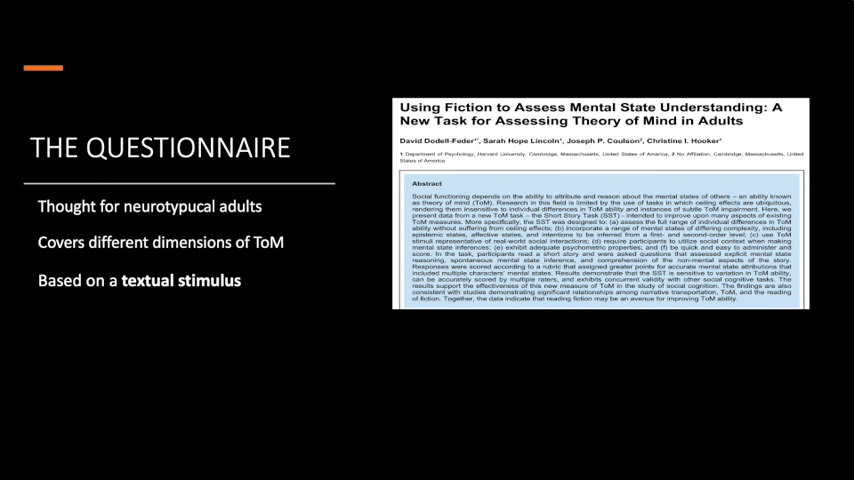 THE QUESTIONNAIRE
Thought for neurotypucal adults
Covers different dimensions of ToM
Based on a textual stimulus
Using Fiction to Assess Mental State Understanding: A
New Task for Assessing Theory of Mind in Adults
David Dodell-Feder1*, Sarah Hope Lincoln1, Joseph P. Coulson2, Christine I. Hooker1
1 Department of Psychology, Harvard University, Cambridge, Massachusetts, United States of America, 2 No Affiliation, Cambridge, Massachusetts, United
States of America
Abstract
Social functioning depends on the ability to attribute and reason about the mental states of others – an ability known
as theory of mind (ToM). Research in this field is limited by the use of tasks in which ceiling effects are ubiquitous,
rendering them insensitive to individual differences in ToM ability and instances of subtle ToM impairment. Here, we
present data from a new ToM task – the Short Story Task (SST) - intended to improve upon many aspects of existing
ToM measures. More specifically, the SST was designed to: (a) assess the full range of individual differences in ToM
ability without suffering from ceiling effects; (b) incorporate a range of mental states of differing complexity, including
epistemic states, affective states, and intentions to be inferred from a first- and second-order level; (c) use ToM
stimuli representative of real-world social interactions; (d) require participants to utilize social context when making
mental state inferences; (e) exhibit adequate psychometric properties; and (f) be quick and easy to administer and
score. In the task, participants read a short story and were asked questions that assessed explicit mental state
reasoning, spontaneous mental state inference, and comprehension of the non-mental aspects of the story.
Responses were scored according to a rubric that assigned greater points for accurate mental state attributions that
included multiple characters' mental states. Results demonstrate that the SST is sensitive to variation in ToM ability,
can be accurately scored by multiple raters, and exhibits concurrent validity with other social cognitive tasks. The
results support the effectiveness of this new measure of ToM in the study of social cognition. The findings are also
consistent with studies demonstrating significant relationships among narrative transportation, ToM, and the reading
of fiction. Together, the data indicate that reading fiction may be an avenue for improving ToM ability.